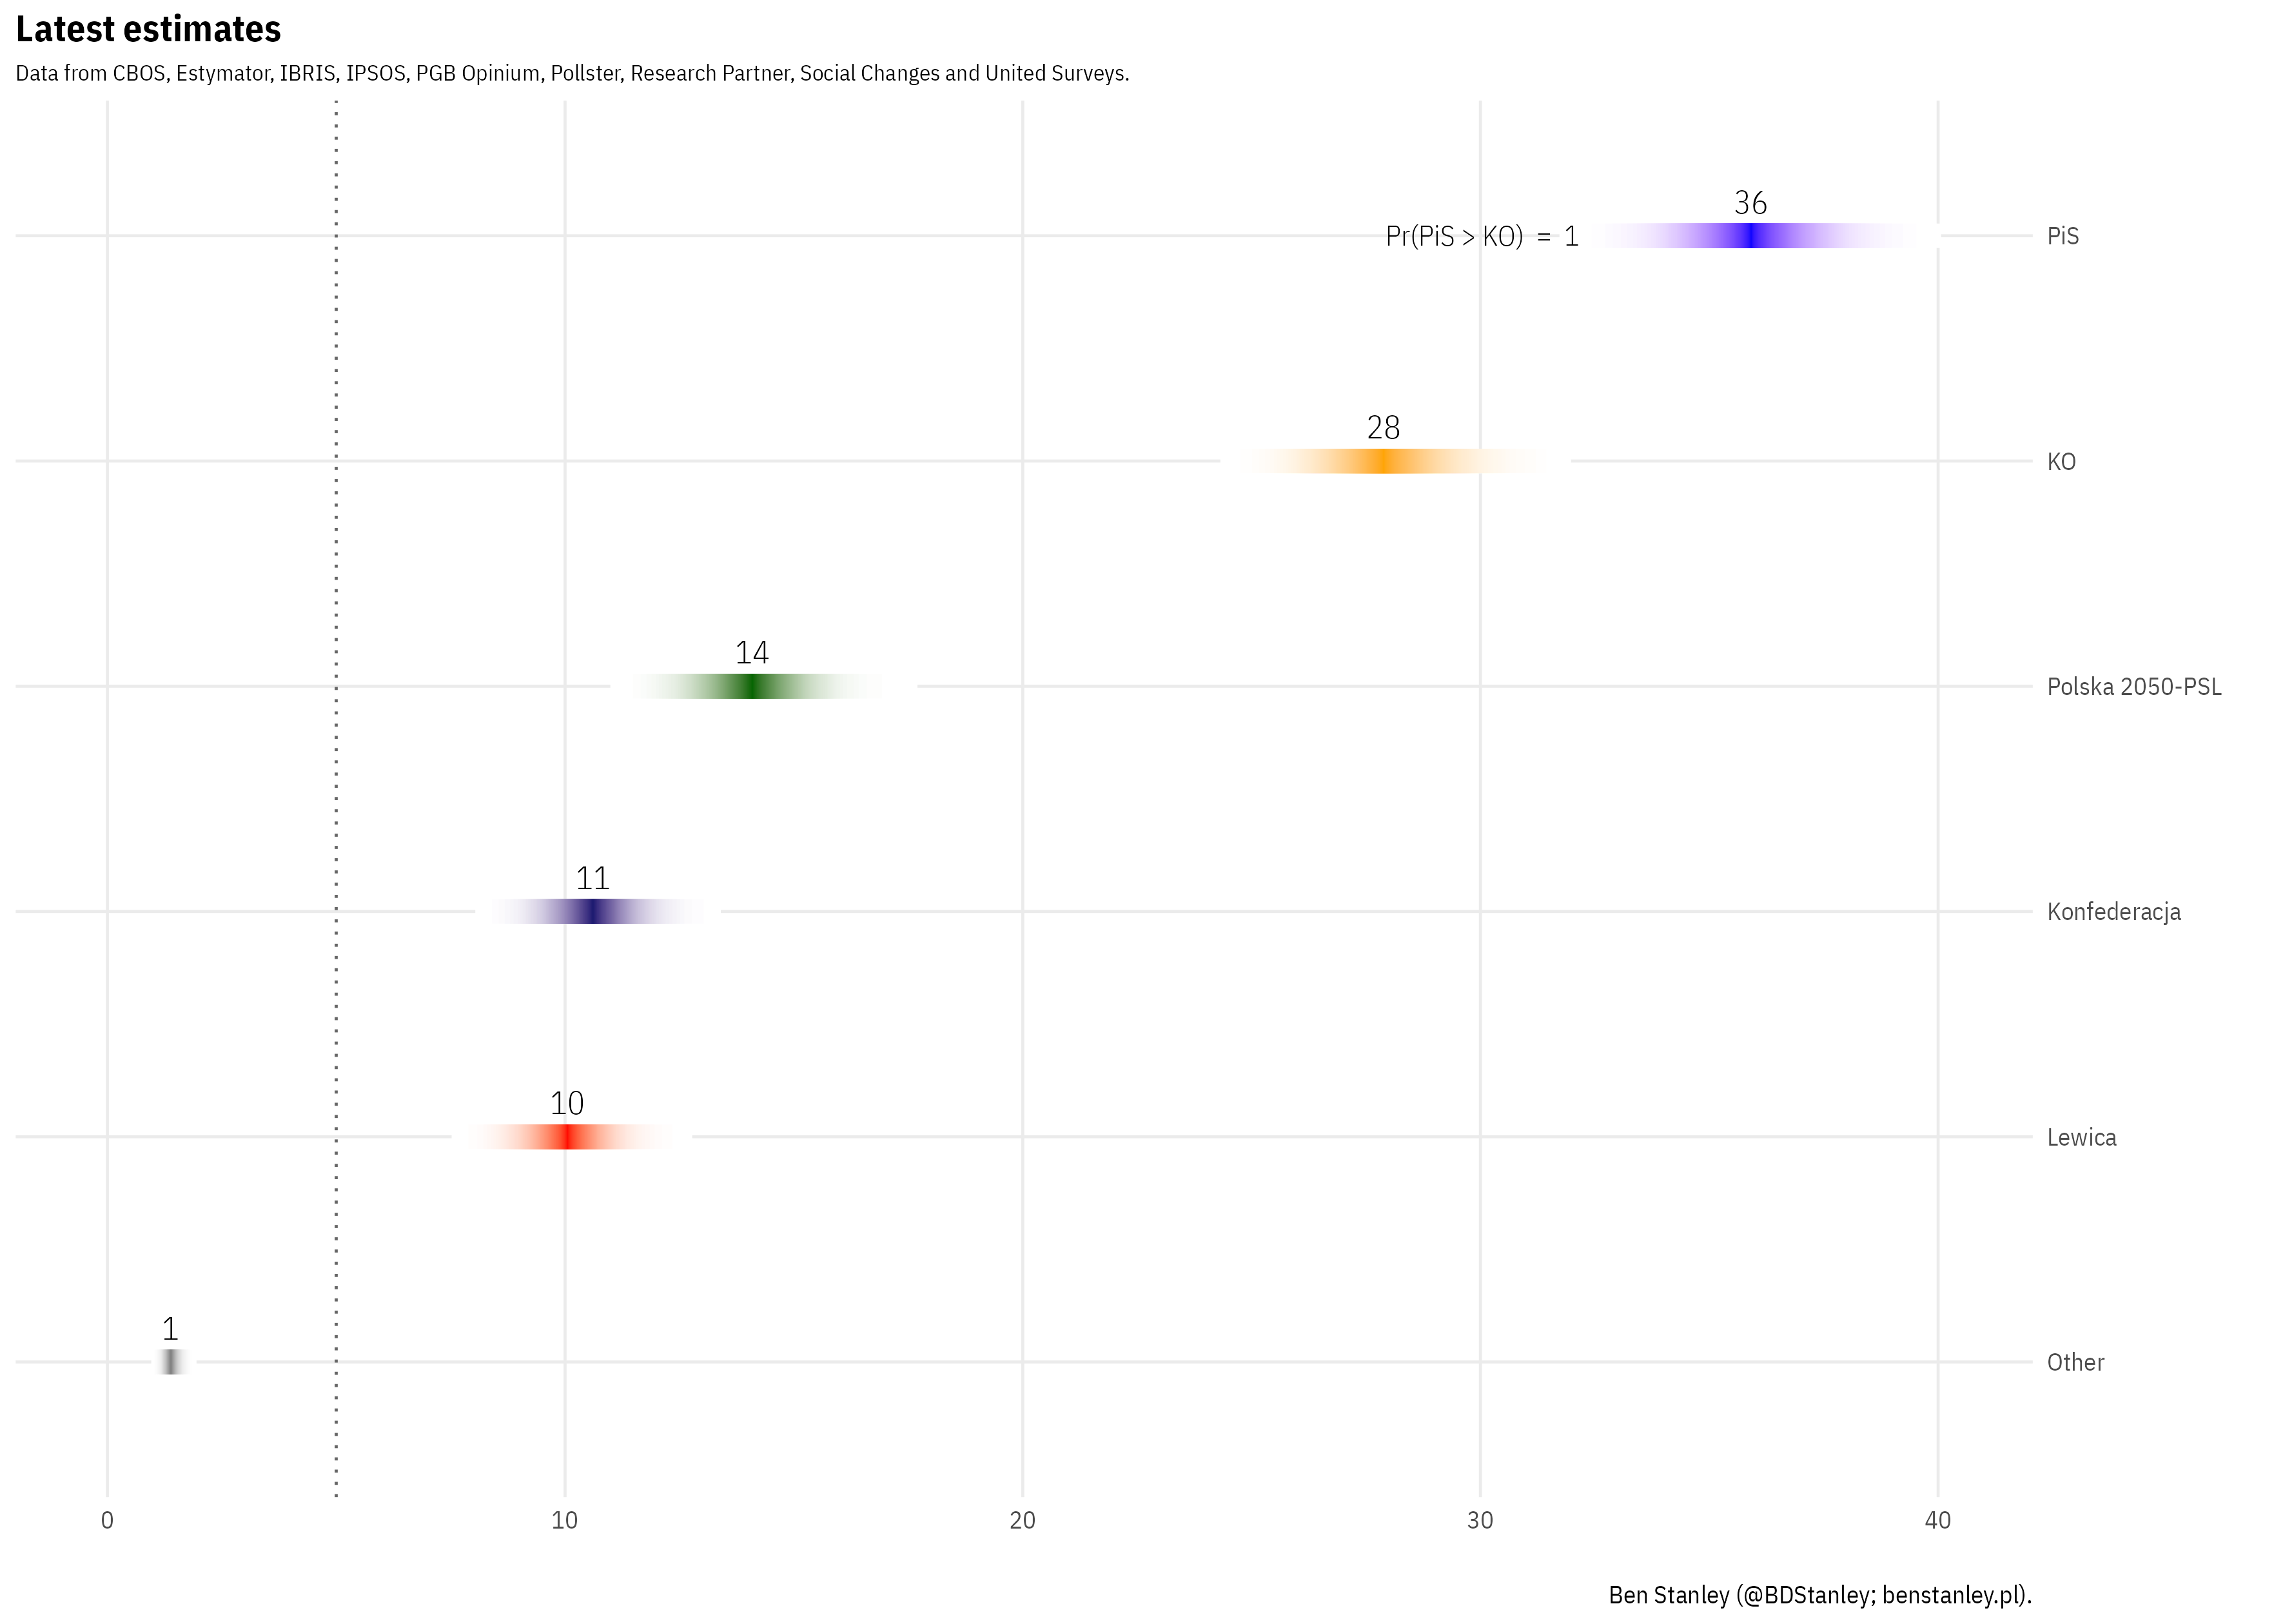 Latest estimates
Data from CBOS, Estymator, IBRIS, IPSOS, PGB Opinium, Pollster, Research Partner, Social Changes and United Surveys.
36
Pr(PiS > KO) = 1
PiS
28
KO
14
Polska 2050-PSL
11
Konfederacja
10
Lewica
1
Other
0 10 20 30 40
Ben Stanley (@BDStanley; benstanley.pl).